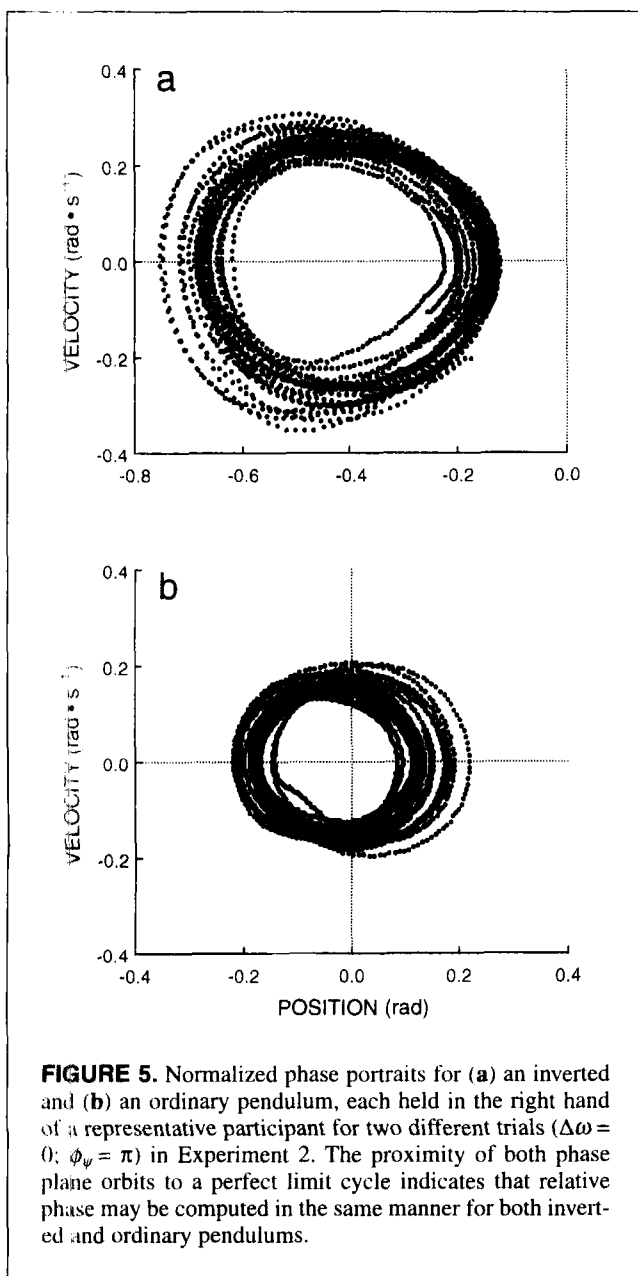 a
0.4
0.2
0.0
-0.2
-0.4
VELOCITY (rad • s⁻¹)
-0.8
-0.6
-0.4
-0.2
0.0
b
0.4
0.2
0.0
-0.2
-0.4
VELOCITY (rad • s⁻¹)
-0.4
-0.2
0.0
0.2
0.4
POSITION (rad)
FIGURE 5. Normalized phase portraits for (a) an inverted
and (b) an ordinary pendulum, each held in the right hand
of a representative participant for two different trials (Δω =
0; ϕψ = π) in Experiment 2. The proximity of both phase
plane orbits to a perfect limit cycle indicates that relative
phase may be computed in the same manner for both invert-
ed and ordinary pendulums.